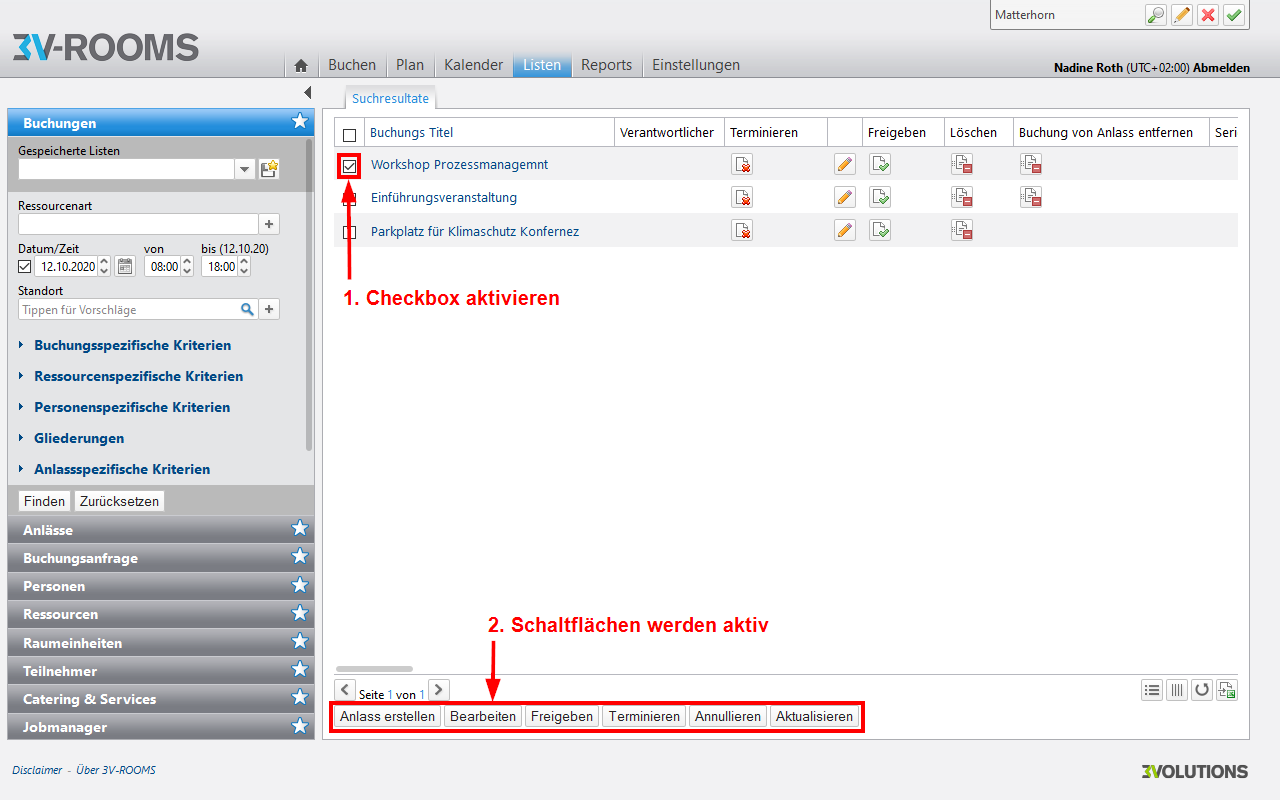 Matterhorn
3V-ROOMS
Buchen Plan Kalender Listen Reports Einstellungen
Nadine Roth (UTC+02:00) Abmelden
Buchungen
Gespeicherte Listen
Ressourcenart
Datum/Zeit von bis (12.10.20)
12.10.2020 08:00 18:00
Standort
Tippen für Vorschläge
Buchungsspezifische Kriterien
Ressourcenspezifische Kriterien
Personenspezifische Kriterien
Gliederungen
Anlassspezifische Kriterien
Finden Zurücksetzen
Anlässe
Buchungsanfrage
Personen
Ressourcen
Raumeinheiten
Teilnehmer
Catering & Services
Jobmanager
Suchresultate
Buchungs Titel Verantwortlicher Terminieren Freigeben Löschen Buchung von Anlass entfernen Seri
Workshop Prozessmanagemnt
Einführungsveranstaltung
Parkplatz für Klimaschutz Konfernez
1. Checkbox aktivieren
2. Schaltflächen werden aktiv
Seite 1 von 1
Anlass erstellen Bearbeiten Freigeben Terminieren Annullieren Aktualisieren
Disclaimer - Über 3V-ROOMS
3VOLUTIONS